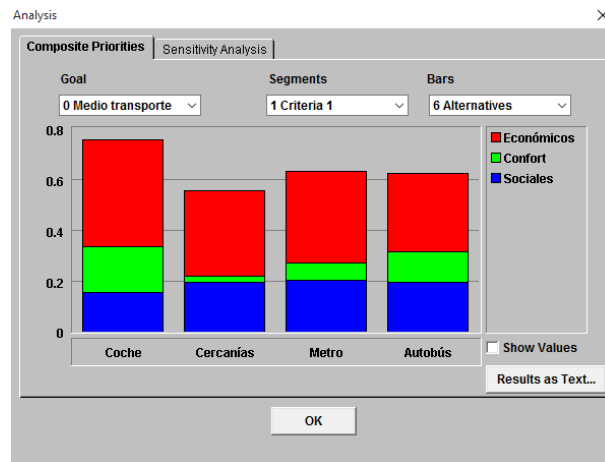 Analysis
Composite Priorities
Sensitivity Analysis
Goal
Segments
Bars
0 Medio transporte
1 Criteria 1
6 Alternatives
0.8
0.6
0.4
0.2
0
Económicos
Confort
Sociales
Coche
Cercanías
Metro
Autobús
Show Values
Results as Text...
OK